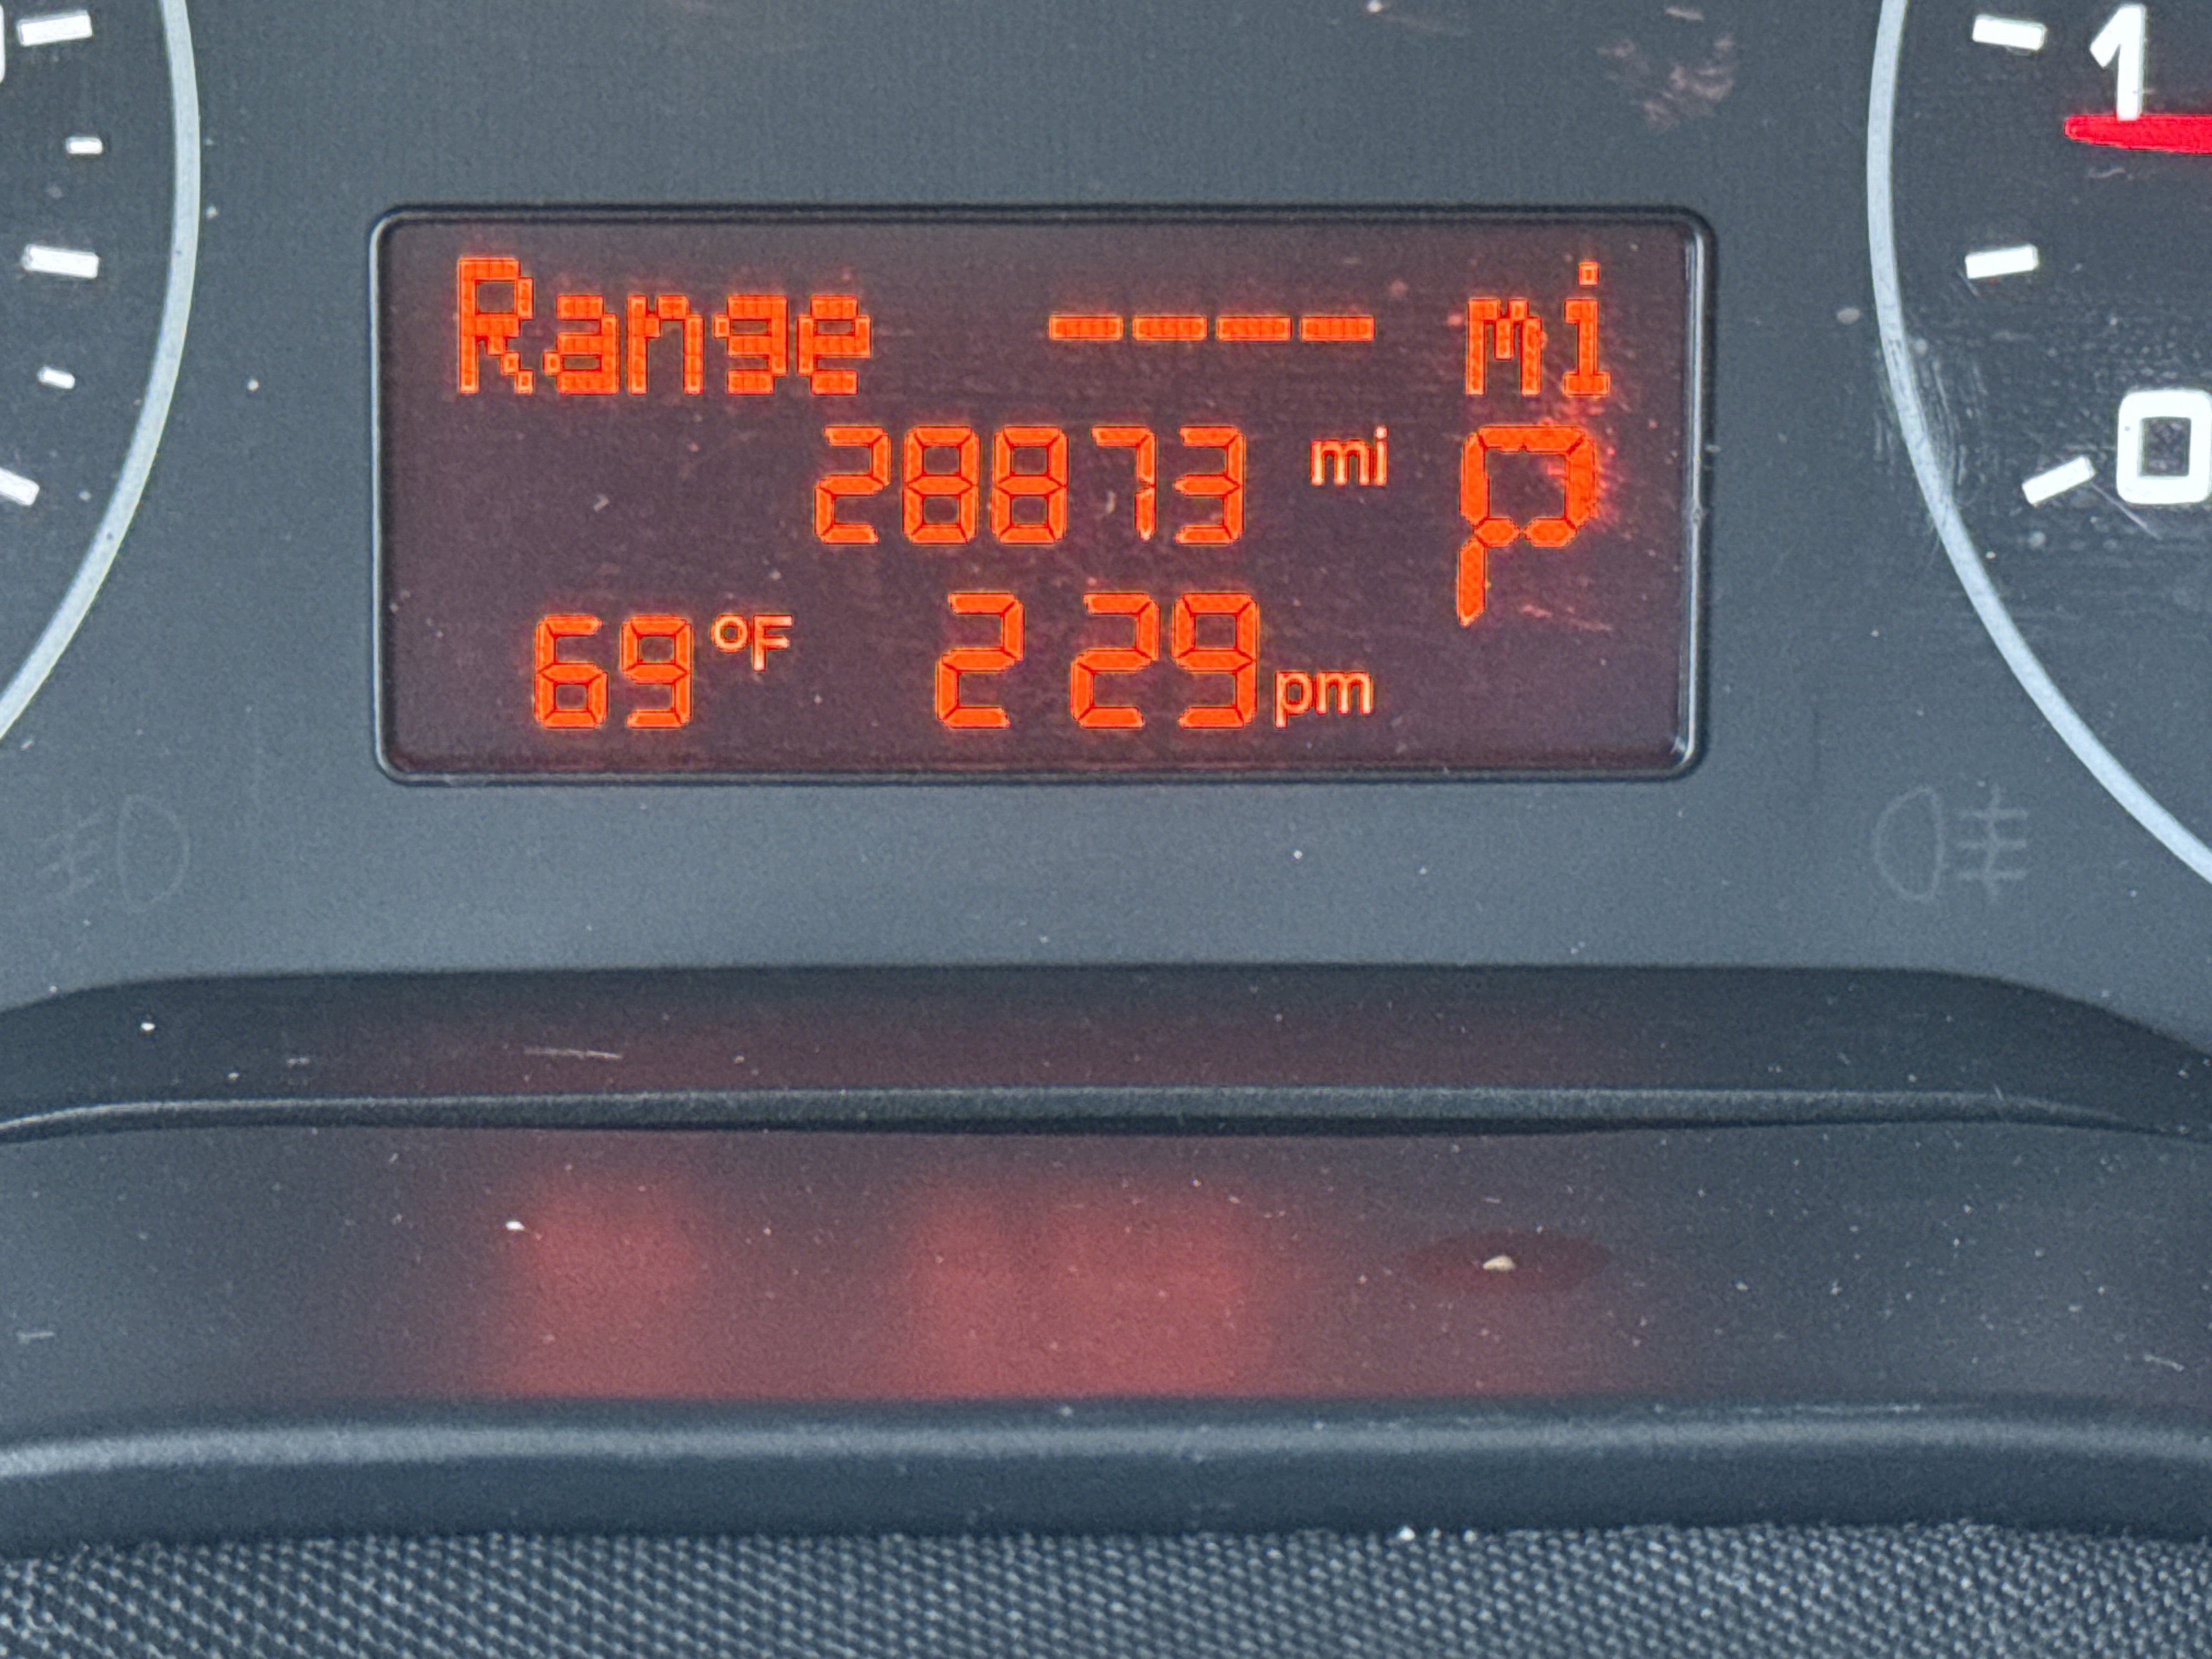 Range ---- mi
28873 mi P
69 °F 2 29 pm
1
0